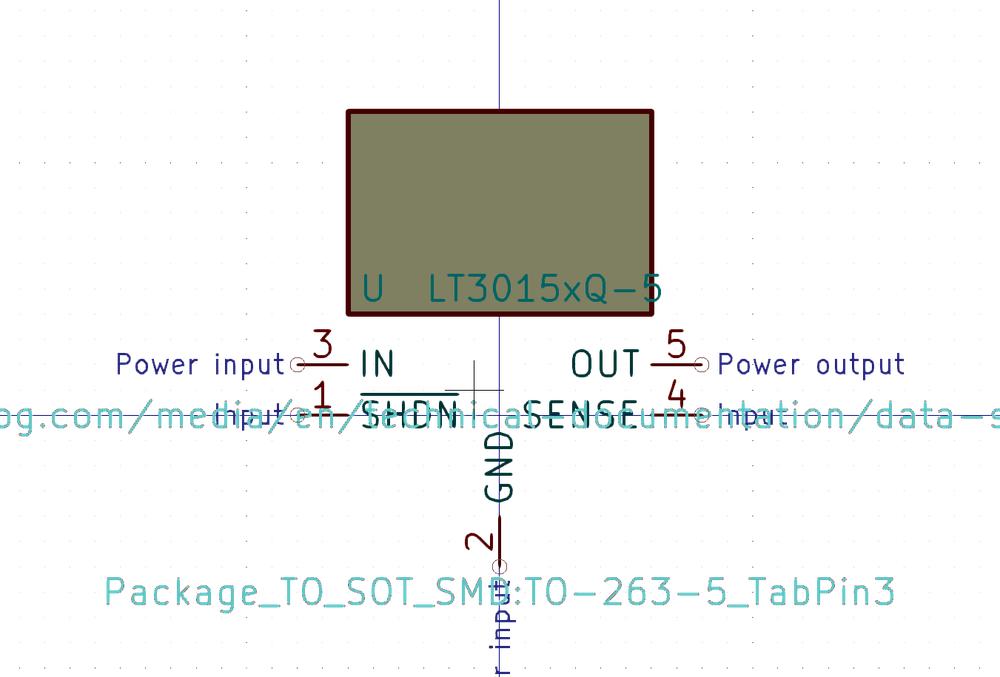 U LT3015xQ-5
3 5
Power input IN OUT Power output
1 4
Input SHDN SENSE Input
og.com/media/en/technical-documentation/data-s
GND
2
Package_TO_SOT_SMD:TO-263-5_TabPin3
r input